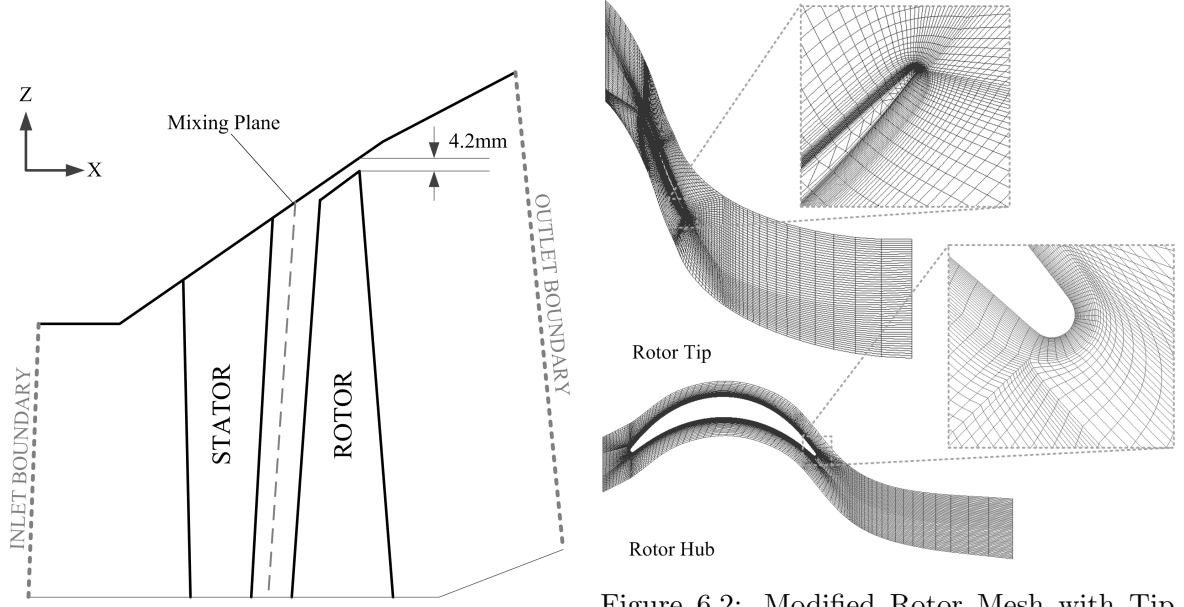 Z
X
Mixing Plane
4.2mm
INLET BOUNDARY
STATOR
ROTOR
OUTLET BOUNDARY
Rotor Tip
Rotor Hub
Figure 6.2: Modified Rotor Mesh with Tip